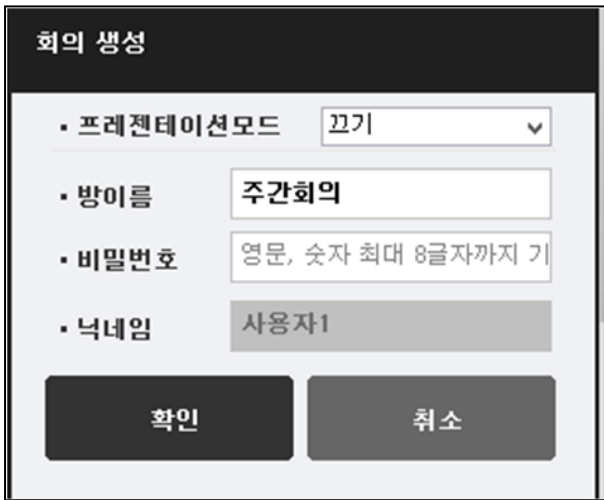 회의 생성
▪ 프레젠테이션모드 끄기
▪ 방이름 주간회의
▪ 비밀번호 영문, 숫자 최대 8글자까지 기
▪ 닉네임 사용자1
확인 취소